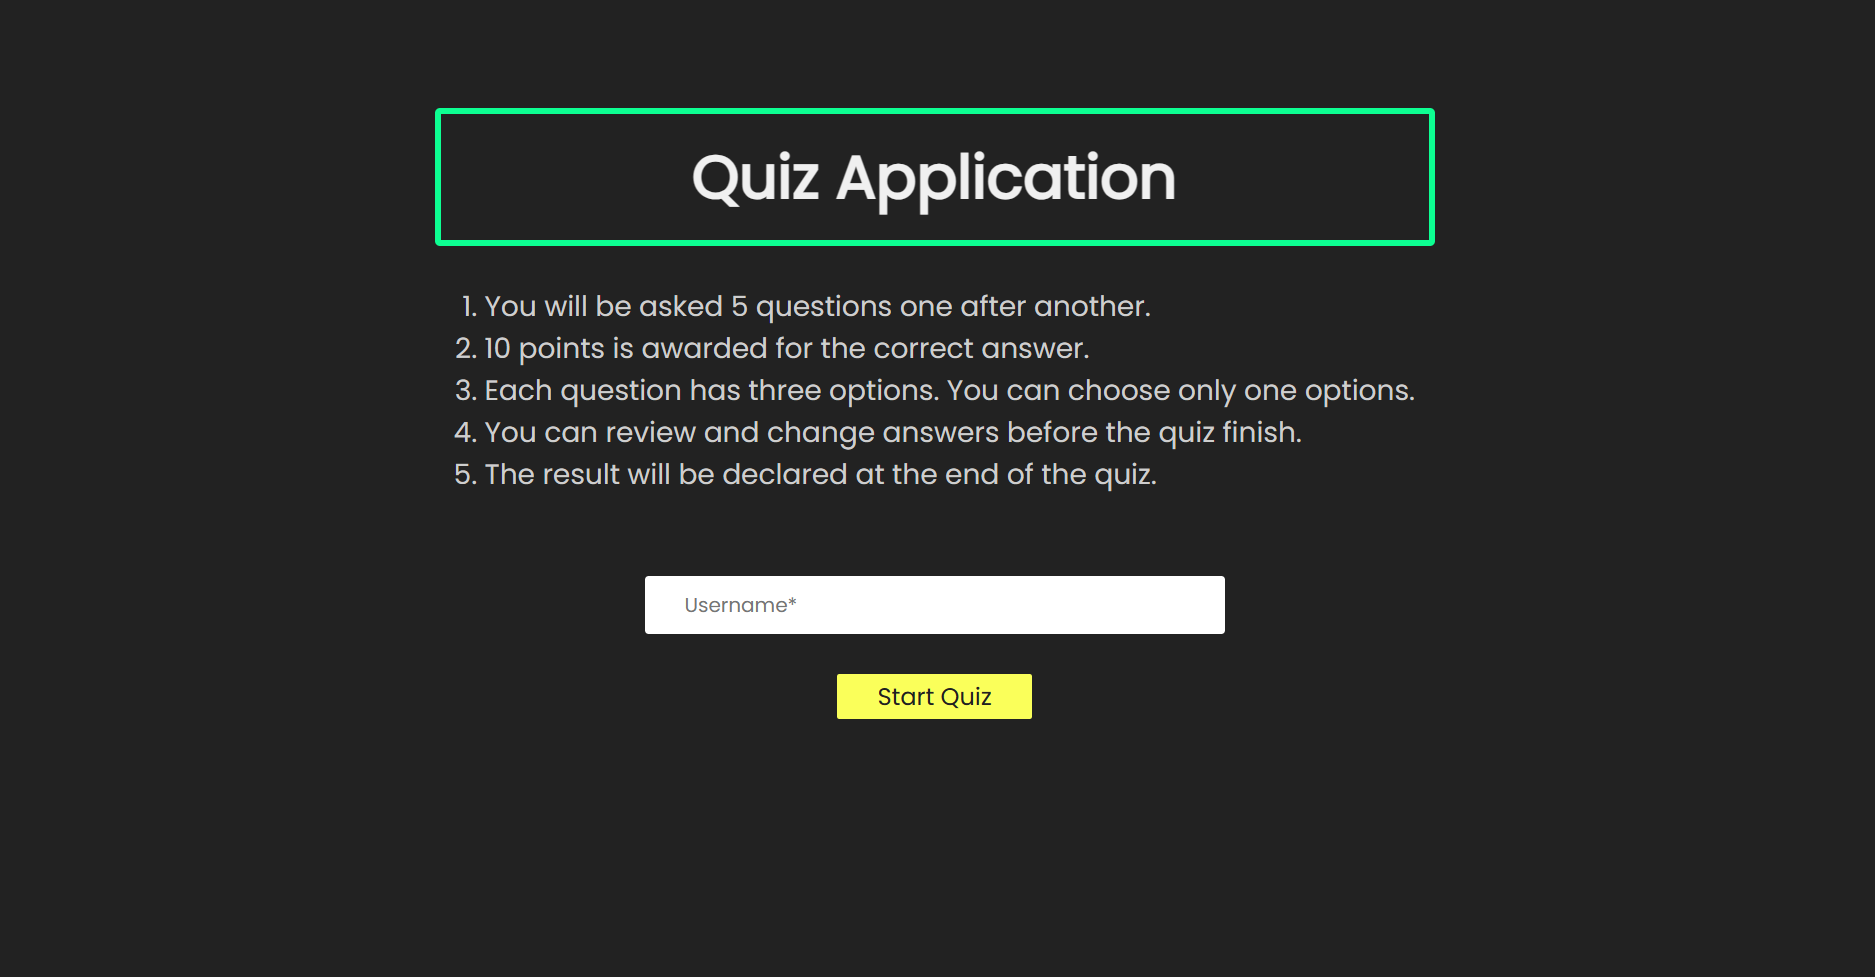 Quiz Application
1. You will be asked 5 questions one after another.
2. 10 points is awarded for the correct answer.
3. Each question has three options. You can choose only one options.
4. You can review and change answers before the quiz finish.
5. The result will be declared at the end of the quiz.
Username*
Start Quiz